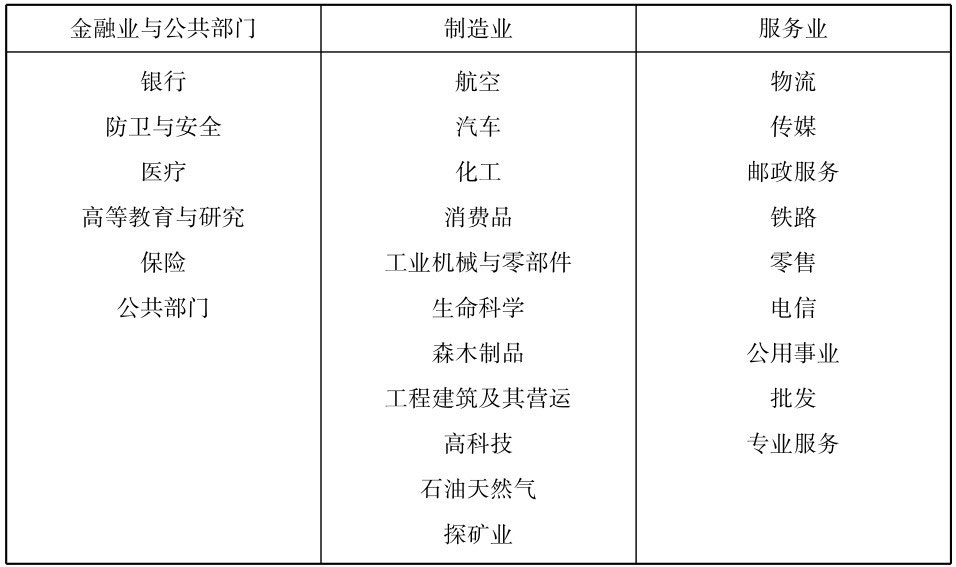 金融业与公共部门 制造业 服务业
银行 航空 物流
防卫与安全 汽车 传媒
医疗 化工 邮政服务
高等教育与研究 消费品 铁路
保险 工业机械与零部件 零售
公共部门 生命科学 电信
森木制品 公用事业
工程建筑及其营运 批发
高科技 专业服务
石油天然气
探矿业